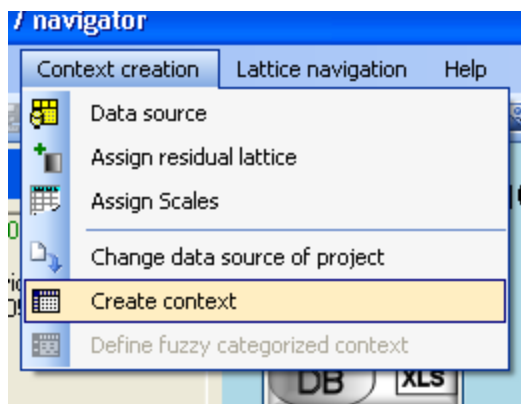 navigator
Context creation Lattice navigation Help
Data source
Assign residual lattice
Assign Scales
Change data source of project
Create context
Define fuzzy categorized context
DB XLS